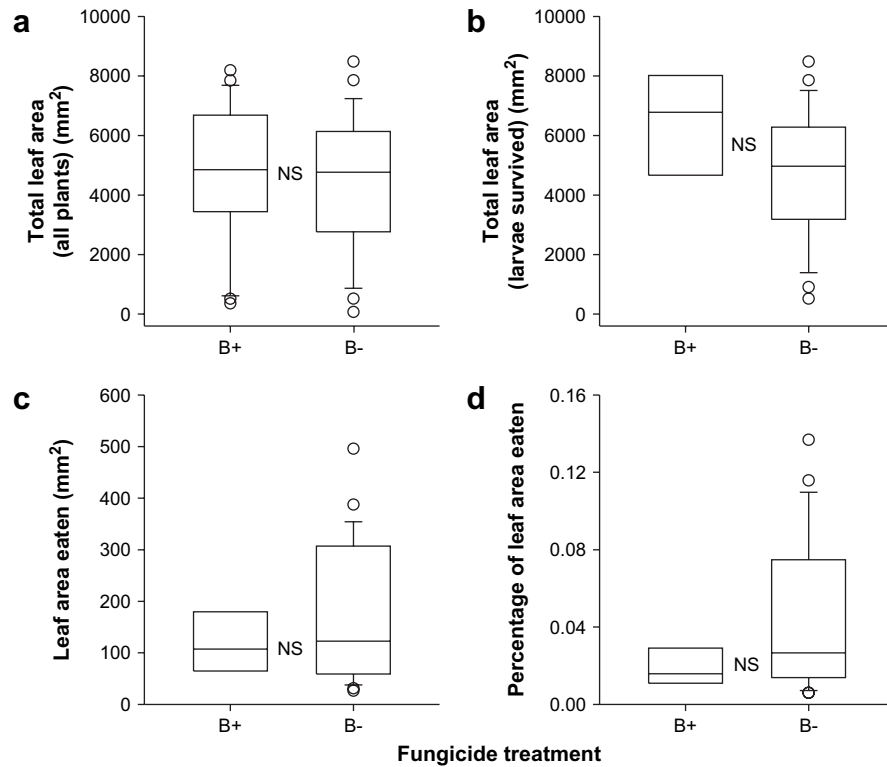 a
Total leaf area
(all plants) (mm²)
10000
8000
6000
4000
2000
0
NS
B+ B-
b
Total leaf area
(larvae survived) (mm²)
10000
8000
6000
4000
2000
0
NS
B+ B-
c
Leaf area eaten (mm²)
600
500
400
300
200
100
0
NS
B+ B-
d
Percentage of leaf area eaten
0.16
0.12
0.08
0.04
0.00
NS
B+ B-
Fungicide treatment